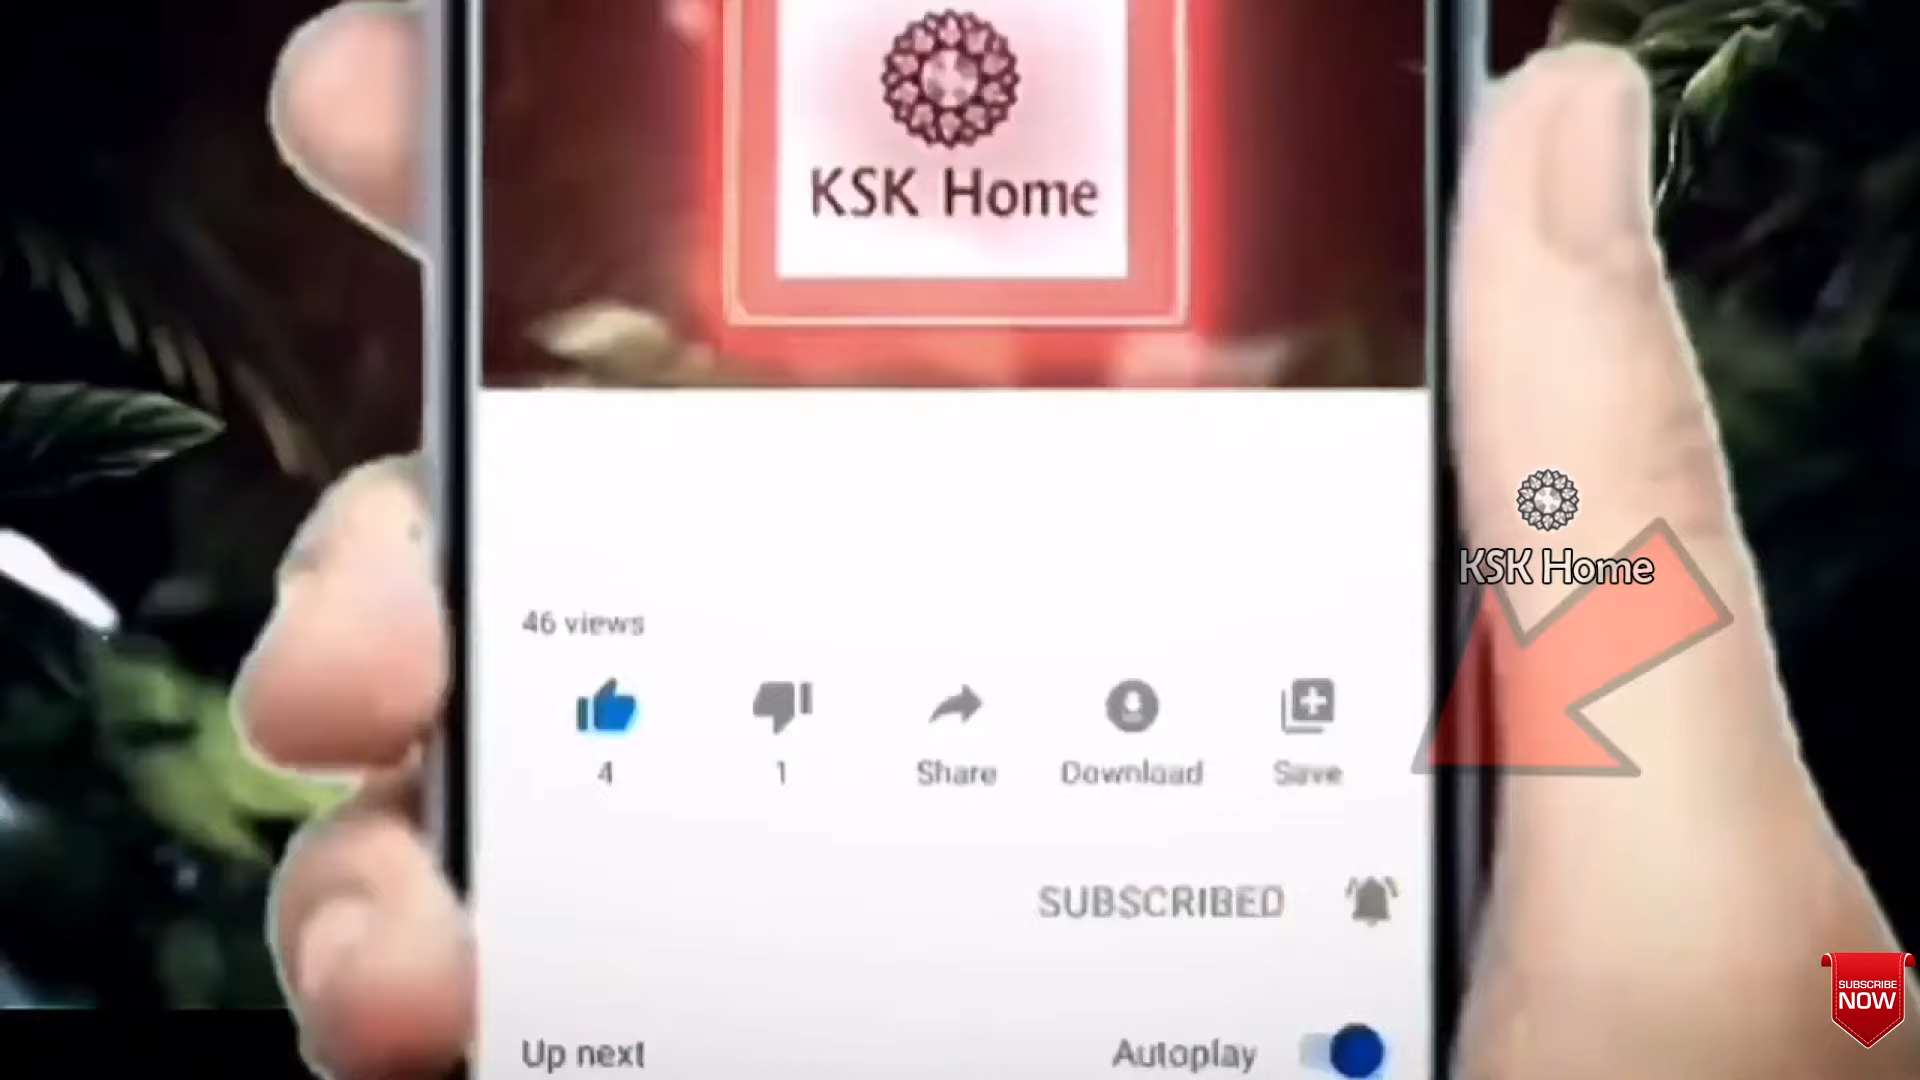 KSK Home
KSK Home
46 views
4
1
Share
Download
Save
SUBSCRIBED
SUBSCRIBE
NOW
Up next
Autoplay